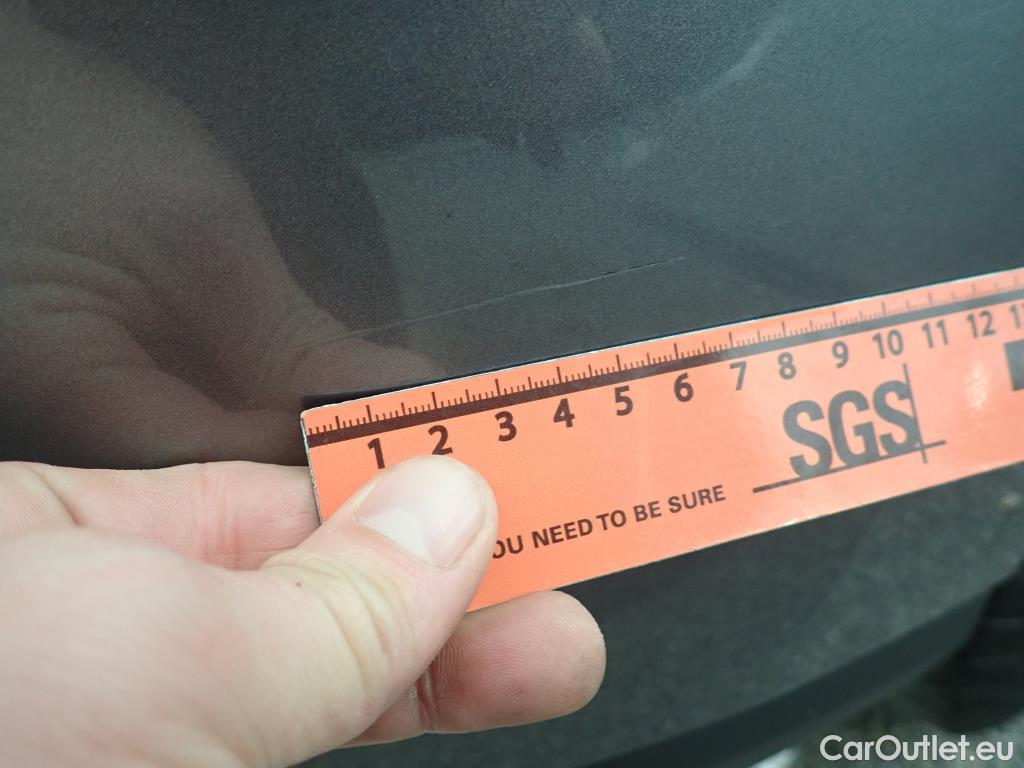 1 2 3 4 5 6 7 8 9 10 11 12
SGS
OU NEED TO BE SURE
CarOutlet.eu